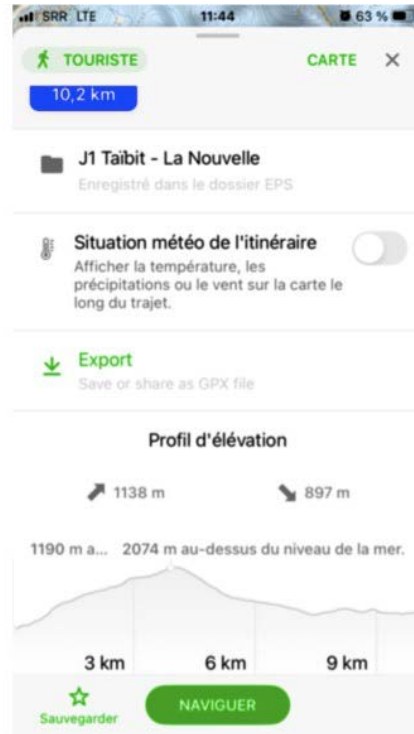 SRR LTE 11:44 63 %
TOURISTE CARTE ×
10,2 km
J1 Taïbit - La Nouvelle
Enregistré dans le dossier EPS
Situation météo de l'itinéraire
Afficher la température, les
précipitations ou le vent sur la carte le
long du trajet.
Export
Save or share as GPX file
Profil d'élévation
1138 m 897 m
1190 m a... 2074 m au-dessus du niveau de la mer.
3 km 6 km 9 km
Sauvegarder NAVIGUER